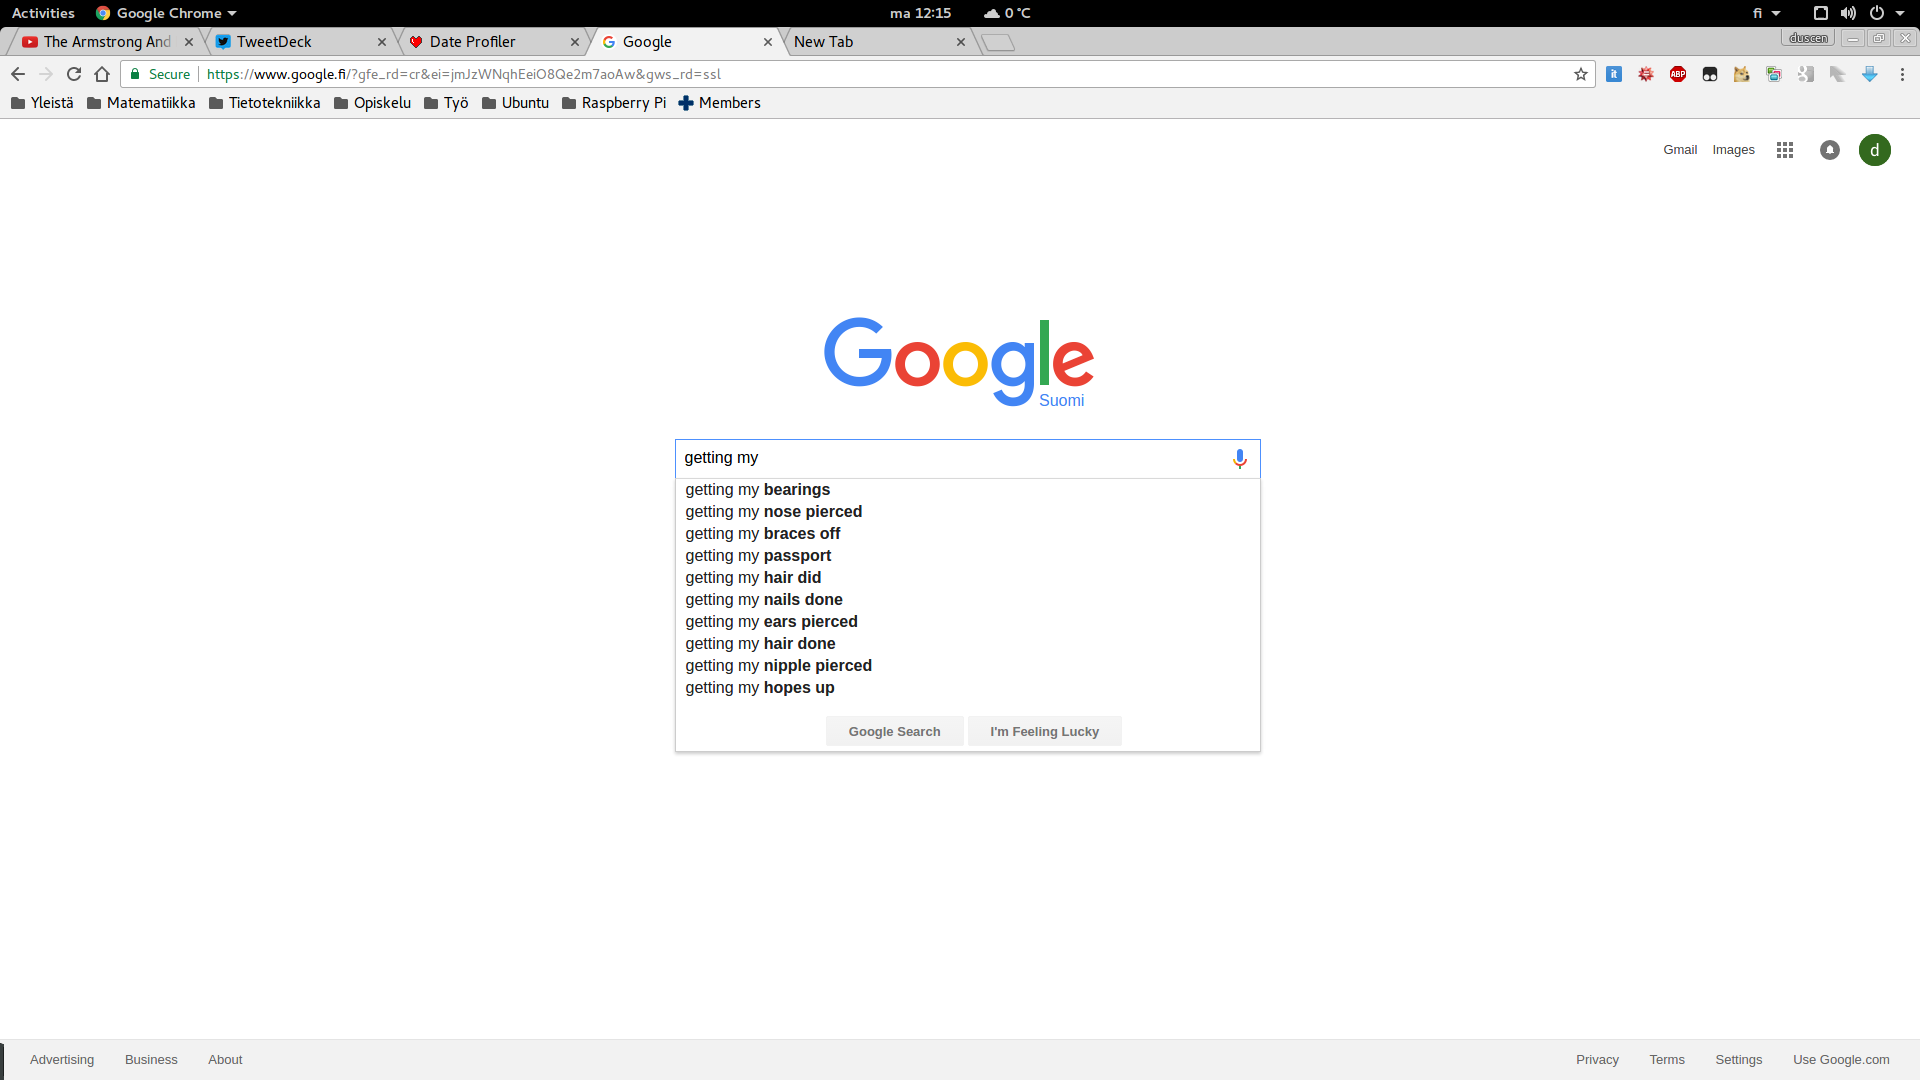 Activities Google Chrome ma 12:15 0 °C fi
The Armstrong And TweetDeck Date Profiler Google New Tab duscen
Secure https://www.google.fi/?gfe_rd=cr&ei=jmJzWNqhEeiO8Qe2m7aoAw&gws_rd=ssl it ABP
Yleistä Matematiikka Tietotekniikka Opiskelu Työ Ubuntu Raspberry Pi Members
Gmail Images d
Google
Suomi
getting my
getting my bearings
getting my nose pierced
getting my braces off
getting my passport
getting my hair did
getting my nails done
getting my ears pierced
getting my hair done
getting my nipple pierced
getting my hopes up
Google Search I'm Feeling Lucky
Advertising Business About Privacy Terms Settings Use Google.com